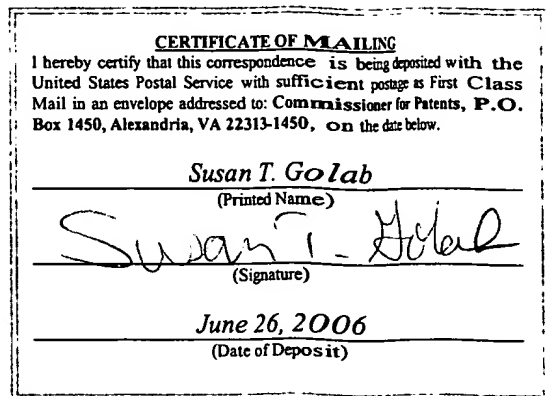 CERTIFICATE OF MAILING
I hereby certify that this correspondence is being deposited with the
United States Postal Service with sufficient postage as First Class
Mail in an envelope addressed to: Commissioner for Patents, P.O.
Box 1450, Alexandria, VA 22313-1450, on the date below.
Susan T. Golab
(Printed Name)
Susan T. Golab
(Signature)
June 26, 2006
(Date of Deposit)